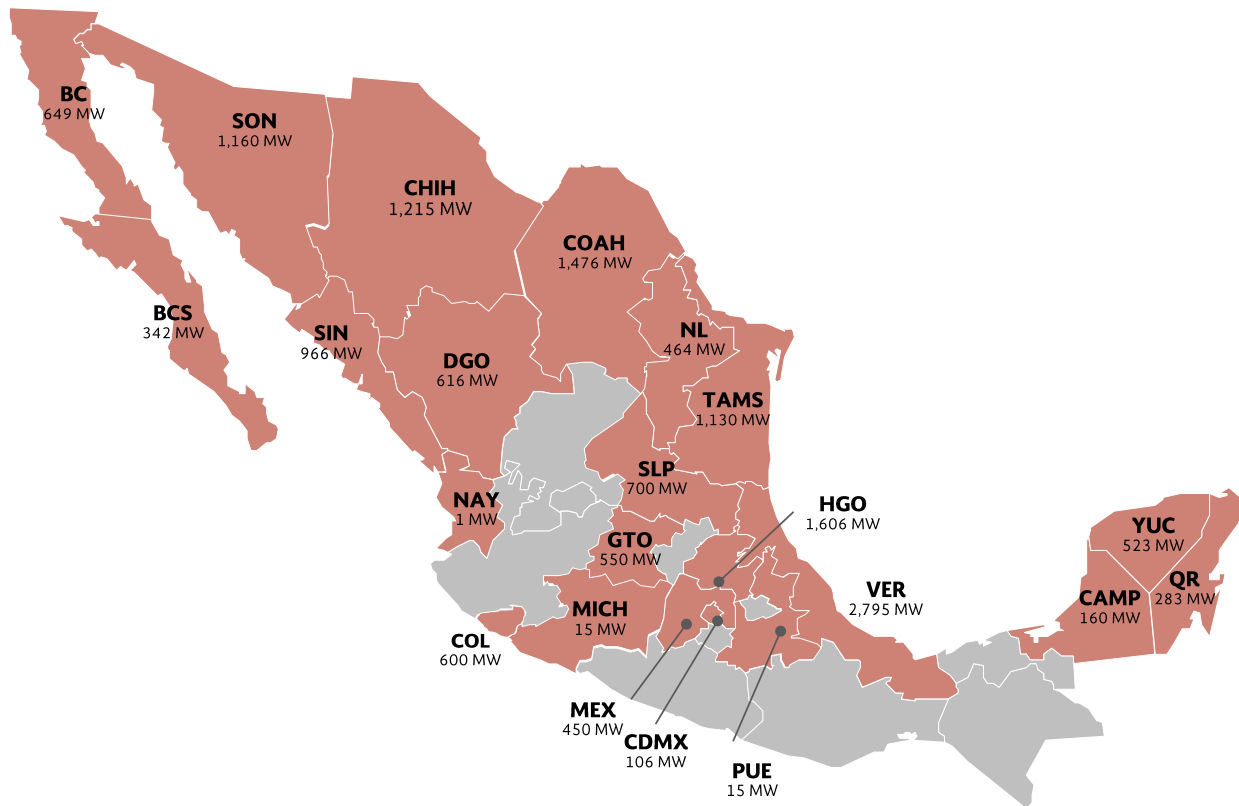 BC
649 MW
SON
1,160 MW
CHIH
1,215 MW
COAH
1,476 MW
BCS
342 MW
SIN
966 MW
NL
464 MW
DGO
616 MW
TAMS
1,130 MW
SLP
700 MW
NAY
1 MW
HGO
1,606 MW
GTO
550 MW
YUC
523 MW
QR
283 MW
CAMP
160 MW
VER
2,795 MW
MICH
15 MW
COL
600 MW
MEX
450 MW
CDMX
106 MW
PUE
15 MW